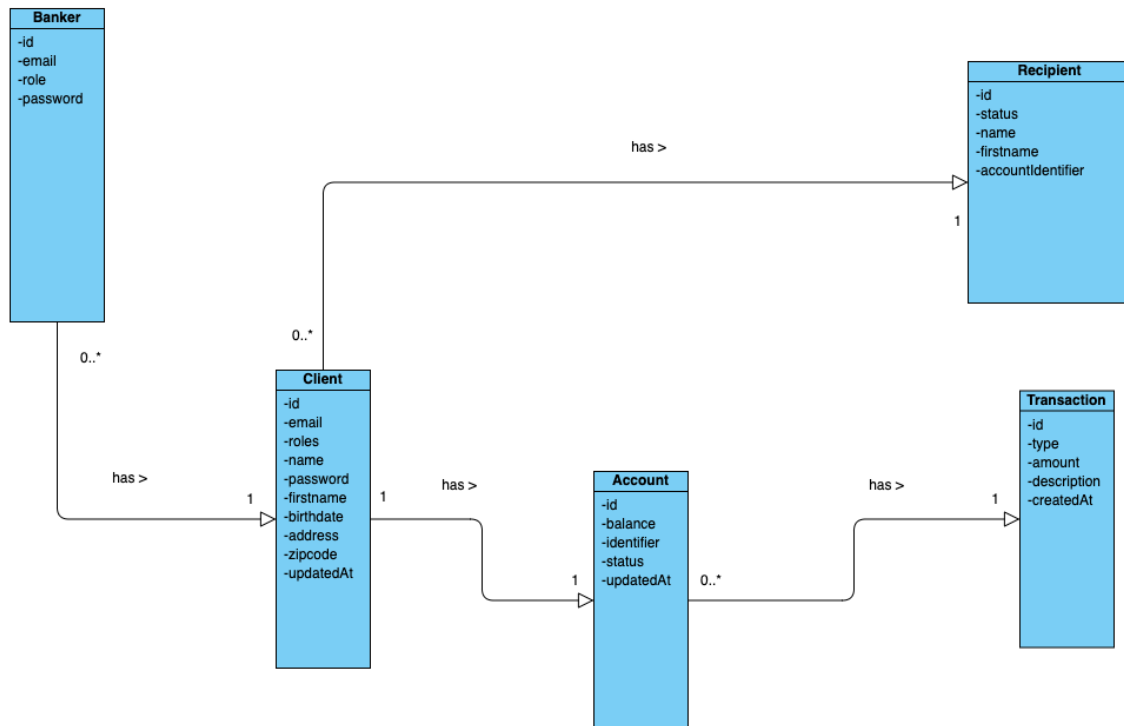 Banker
-id
-email
-role
-password
Recipient
-id
-status
-name
-firstname
-accountIdentifier
has >
1
0..*
0..*
Client
-id
-email
-roles
-name
-password
-firstname
-birthdate
-address
-zipcode
-updatedAt
has >
1
1
has >
1
Account
-id
-balance
-identifier
-status
-updatedAt
0..*
has >
1
Transaction
-id
-type
-amount
-description
-createdAt